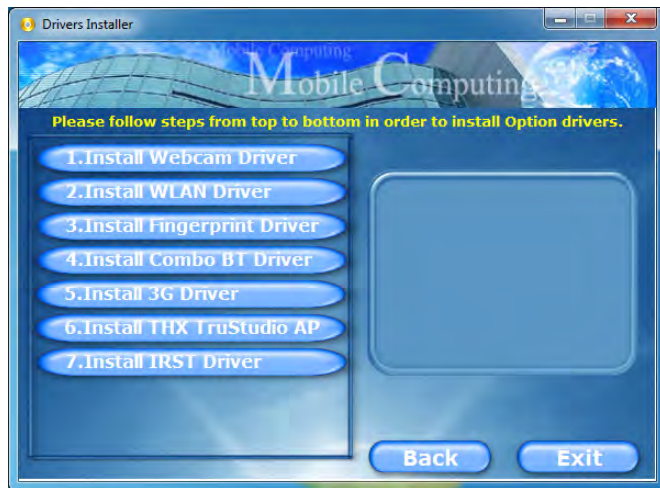 Drivers Installer
Mobile Computing
Mobile Computing
Please follow steps from top to bottom in order to install Option drivers.
1.Install Webcam Driver
2.Install WLAN Driver
3.Install Fingerprint Driver
4.Install Combo BT Driver
5.Install 3G Driver
6.Install THX TruStudio AP
7.Install IRST Driver
Back
Exit